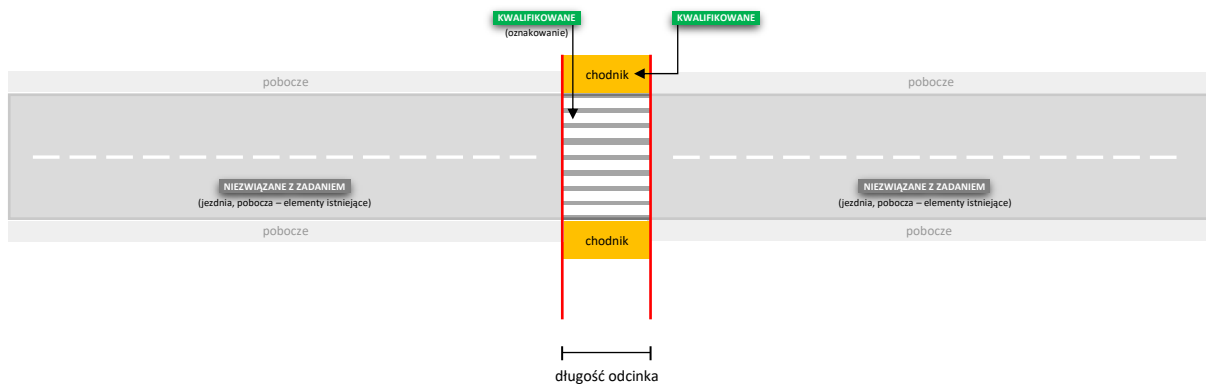 KWALIFIKOWANE
(oznakowanie)
KWALIFIKOWANE
chodnik
pobocze
pobocze
NIEZWIĄZANE Z ZADANIEM
(jezdnia, pobocza – elementy istniejące)
NIEZWIĄZANE Z ZADANIEM
(jezdnia, pobocza – elementy istniejące)
pobocze
chodnik
pobocze
długość odcinka